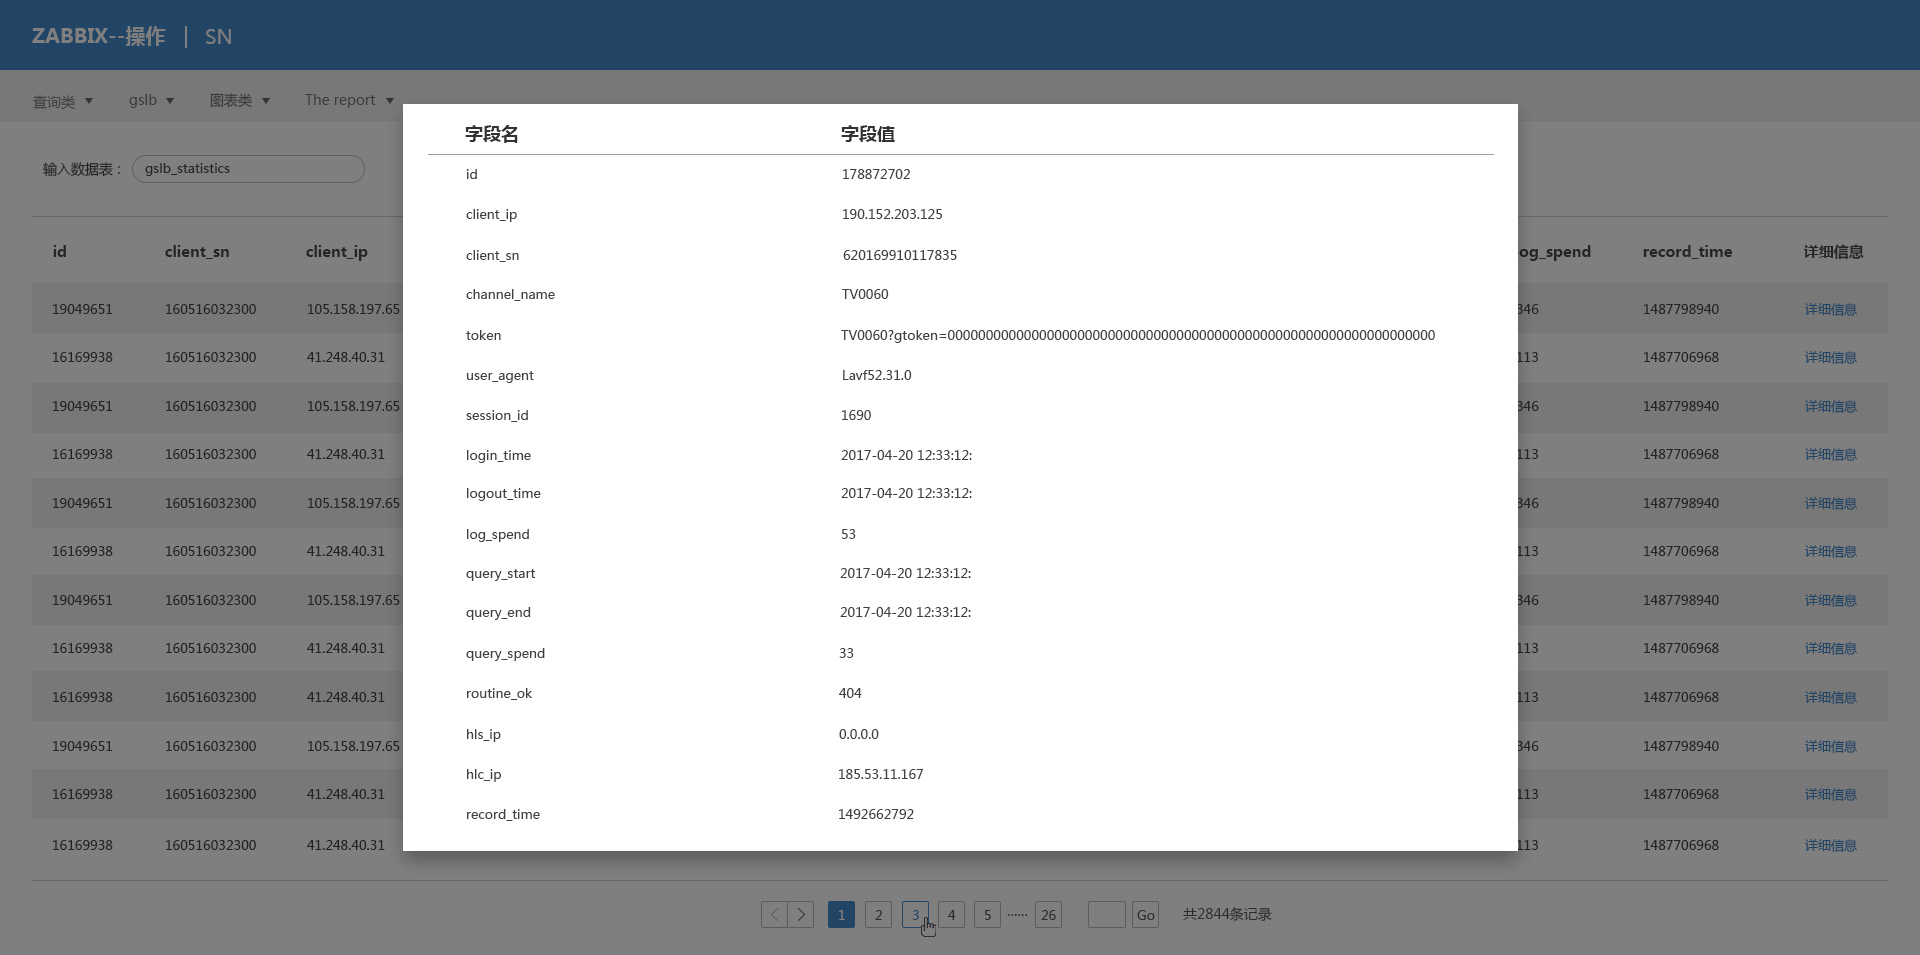 ZABBIX--操作 | SN
查询类 gslb 图表类 The report
输入数据表： gslb_statistics
id client_sn client_ip og_spend record_time 详细信息
19049651 160516032300 105.158.197.65 346 1487798940 详细信息
16169938 160516032300 41.248.40.31 113 1487706968 详细信息
19049651 160516032300 105.158.197.65 346 1487798940 详细信息
16169938 160516032300 41.248.40.31 113 1487706968 详细信息
19049651 160516032300 105.158.197.65 346 1487798940 详细信息
16169938 160516032300 41.248.40.31 113 1487706968 详细信息
19049651 160516032300 105.158.197.65 346 1487798940 详细信息
16169938 160516032300 41.248.40.31 113 1487706968 详细信息
16169938 160516032300 41.248.40.31 113 1487706968 详细信息
19049651 160516032300 105.158.197.65 346 1487798940 详细信息
16169938 160516032300 41.248.40.31 113 1487706968 详细信息
16169938 160516032300 41.248.40.31 113 1487706968 详细信息
字段名 字段值
id 178872702
client_ip 190.152.203.125
client_sn 620169910117835
channel_name TV0060
token TV0060?gtoken=0000000000000000000000000000000000000000000000000000000000000000
user_agent Lavf52.31.0
session_id 1690
login_time 2017-04-20 12:33:12:
logout_time 2017-04-20 12:33:12:
log_spend 53
query_start 2017-04-20 12:33:12:
query_end 2017-04-20 12:33:12:
query_spend 33
routine_ok 404
hls_ip 0.0.0.0
hlc_ip 185.53.11.167
record_time 1492662792
< > 1 2 3 4 5 ······ 26 Go 共2844条记录